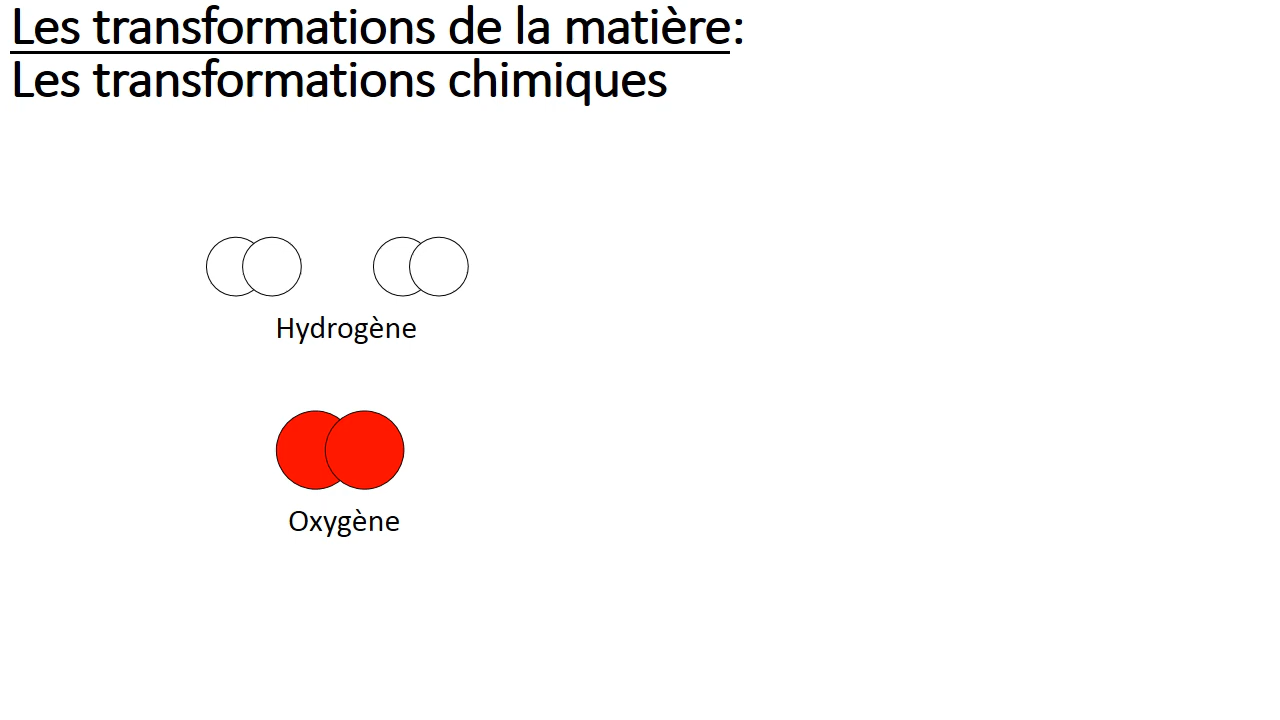 Les transformations de la matière:
Les transformations chimiques
Hydrogène
Oxygène